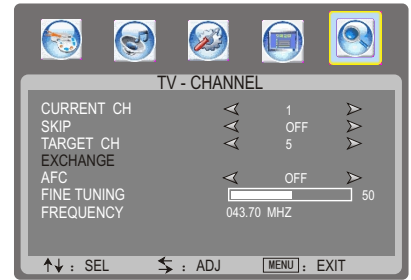 TV - CHANNEL
CURRENT CH 1
SKIP OFF
TARGET CH 5
EXCHANGE
AFC OFF
FINE TUNING 50
FREQUENCY 043.70 MHZ
: SEL : ADJ MENU : EXIT